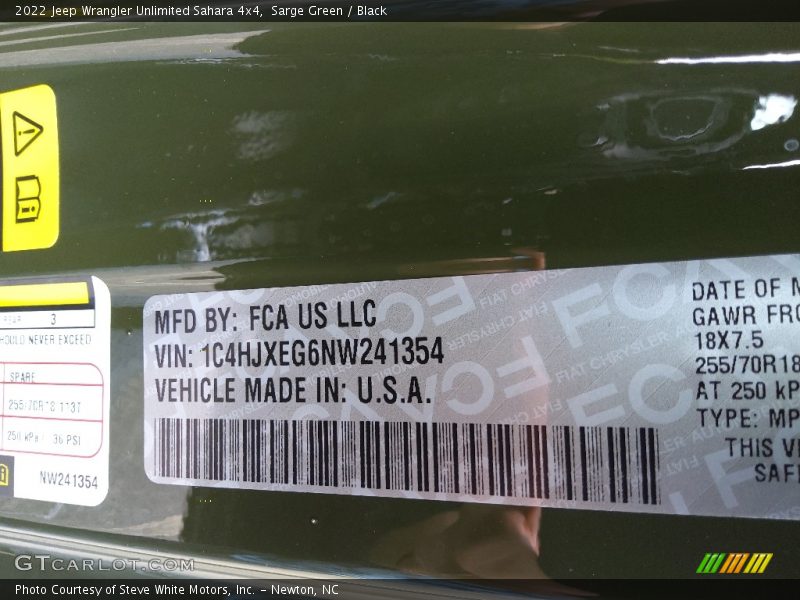 2022 Jeep Wrangler Unlimited Sahara 4x4,  Sarge Green / Black
3
HOULD NEVER EXCEED
SPARE
255/70R18 113T
250 kPa / 36 PSI
NW241354
MFD BY: FCA US LLC
VIN: 1C4HJXEG6NW241354
VEHICLE MADE IN: U.S.A.
DATE OF M
GAWR FRO
18X7.5
255/70R18
AT 250 kP
TYPE: MP
THIS VE
SAF
GTcarlot.com
Photo Courtesy of Steve White Motors, Inc. – Newton, NC